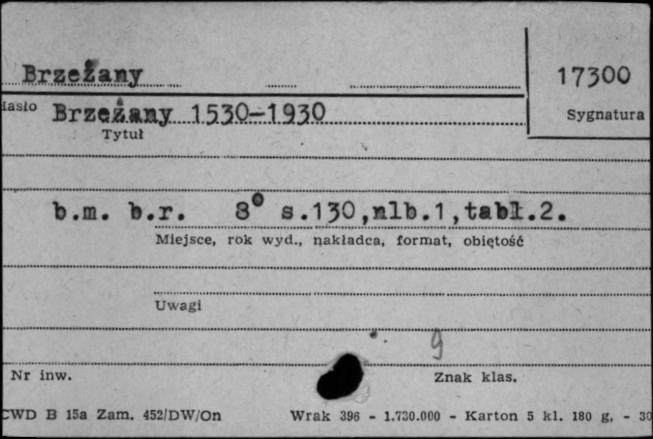 Brzeżany
17300
iasło Brzeżany 1530-1930
Sygnatura
Tytuł
b.m. b.r. 8° s.130,nlb.1,tabl.2.
Miejsce, rok wyd., nakładca, format, obiętość
Uwagi
9
Nr inw.
Znak klas.
CWD B 15a Zam. 452/DW/On Wrak 396 - 1.730.000 - Karton 5 kl. 180 g, - 30